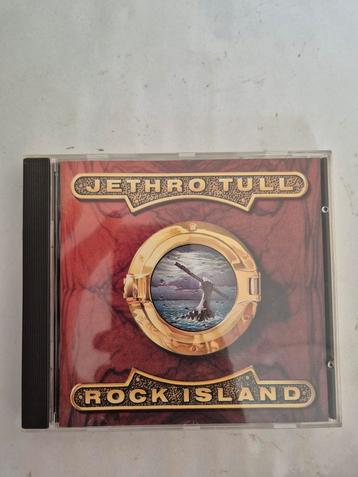 JETHRO TULL
ROCK ISLAND